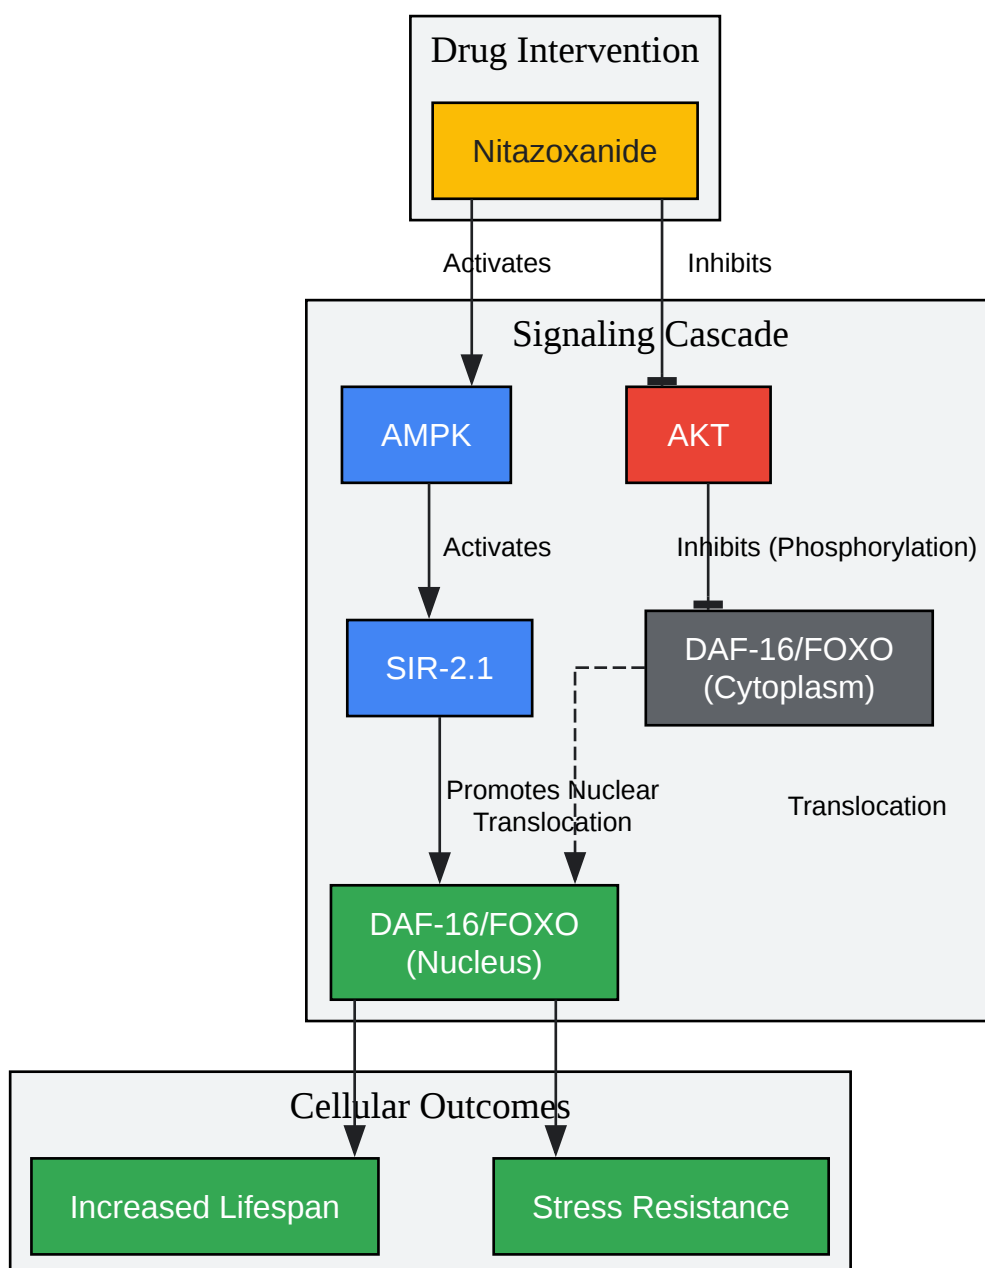 Drug Intervention
Nitazoxanide
Activates
Inhibits
Signaling Cascade
AMPK
AKT
Activates
Inhibits (Phosphorylation)
SIR-2.1
DAF-16/FOXO
(Cytoplasm)
Promotes Nuclear
Translocation
Translocation
DAF-16/FOXO
(Nucleus)
Cellular Outcomes
Increased Lifespan
Stress Resistance